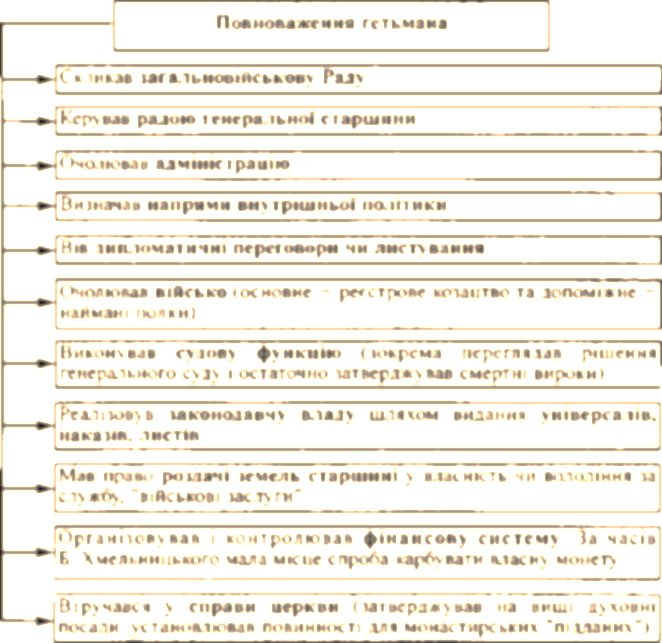 Повноваження гетьмана
Скликав загальновійськову Раду
Керував радою генеральної старшини
Очолював адміністрацію
Визначав напрями внутрішньої політики
Вів дипломатичні переговори чи листування
Очолював військо (основне – реєстрове козацтво та допоміжне –
наймані полки)
Виконував судову функцію (зокрема переглядав рішення
генерального суду і остаточно затверджував смертні вироки)
Реалізовув законодавчу владу шляхом видання універсалів,
наказів, листів
Мав право роздачі земель старшині у власність чи володіння за
службу, "військові заслуги"
Організовував і контролював фінансову систему. За часів
Б. Хмельницького мала місце спроба карбувати власну монету
Втручався у справи церкви (затверджував на вищі духовні
посади, установлював повинності для монастирських "підданих")